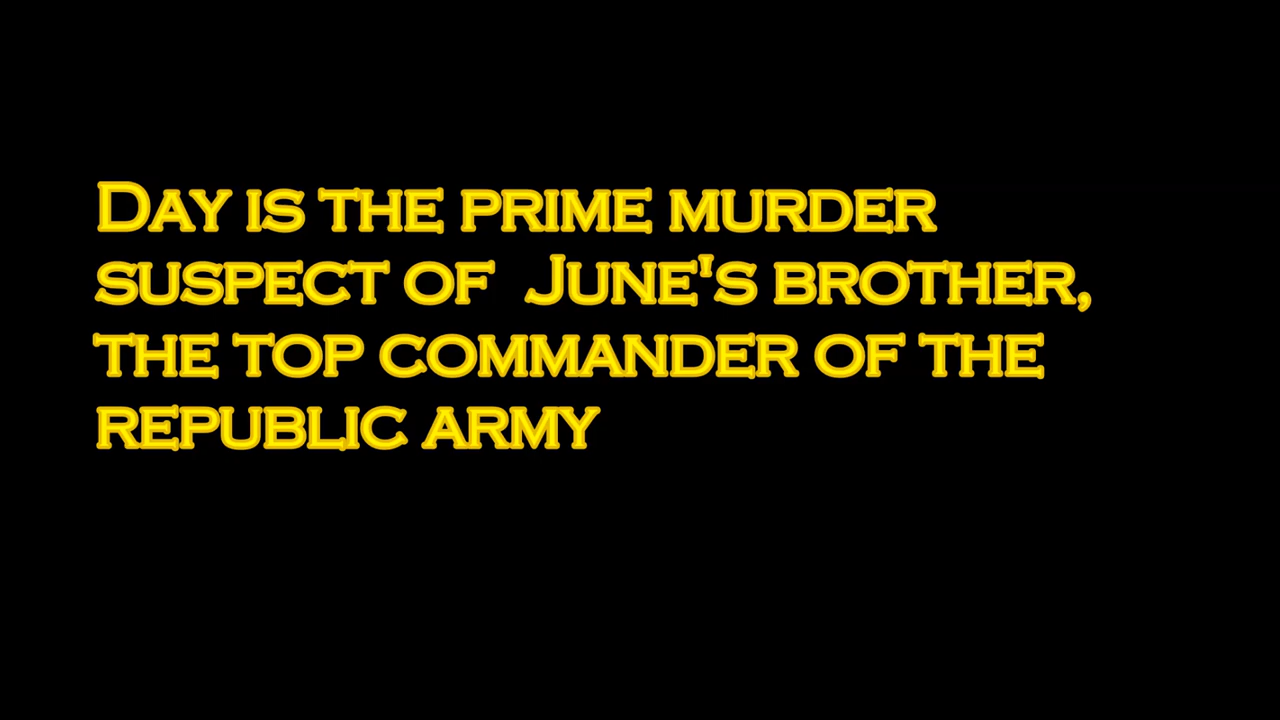 Day is the prime murder
suspect of  June's brother,
the top commander of the
republic army